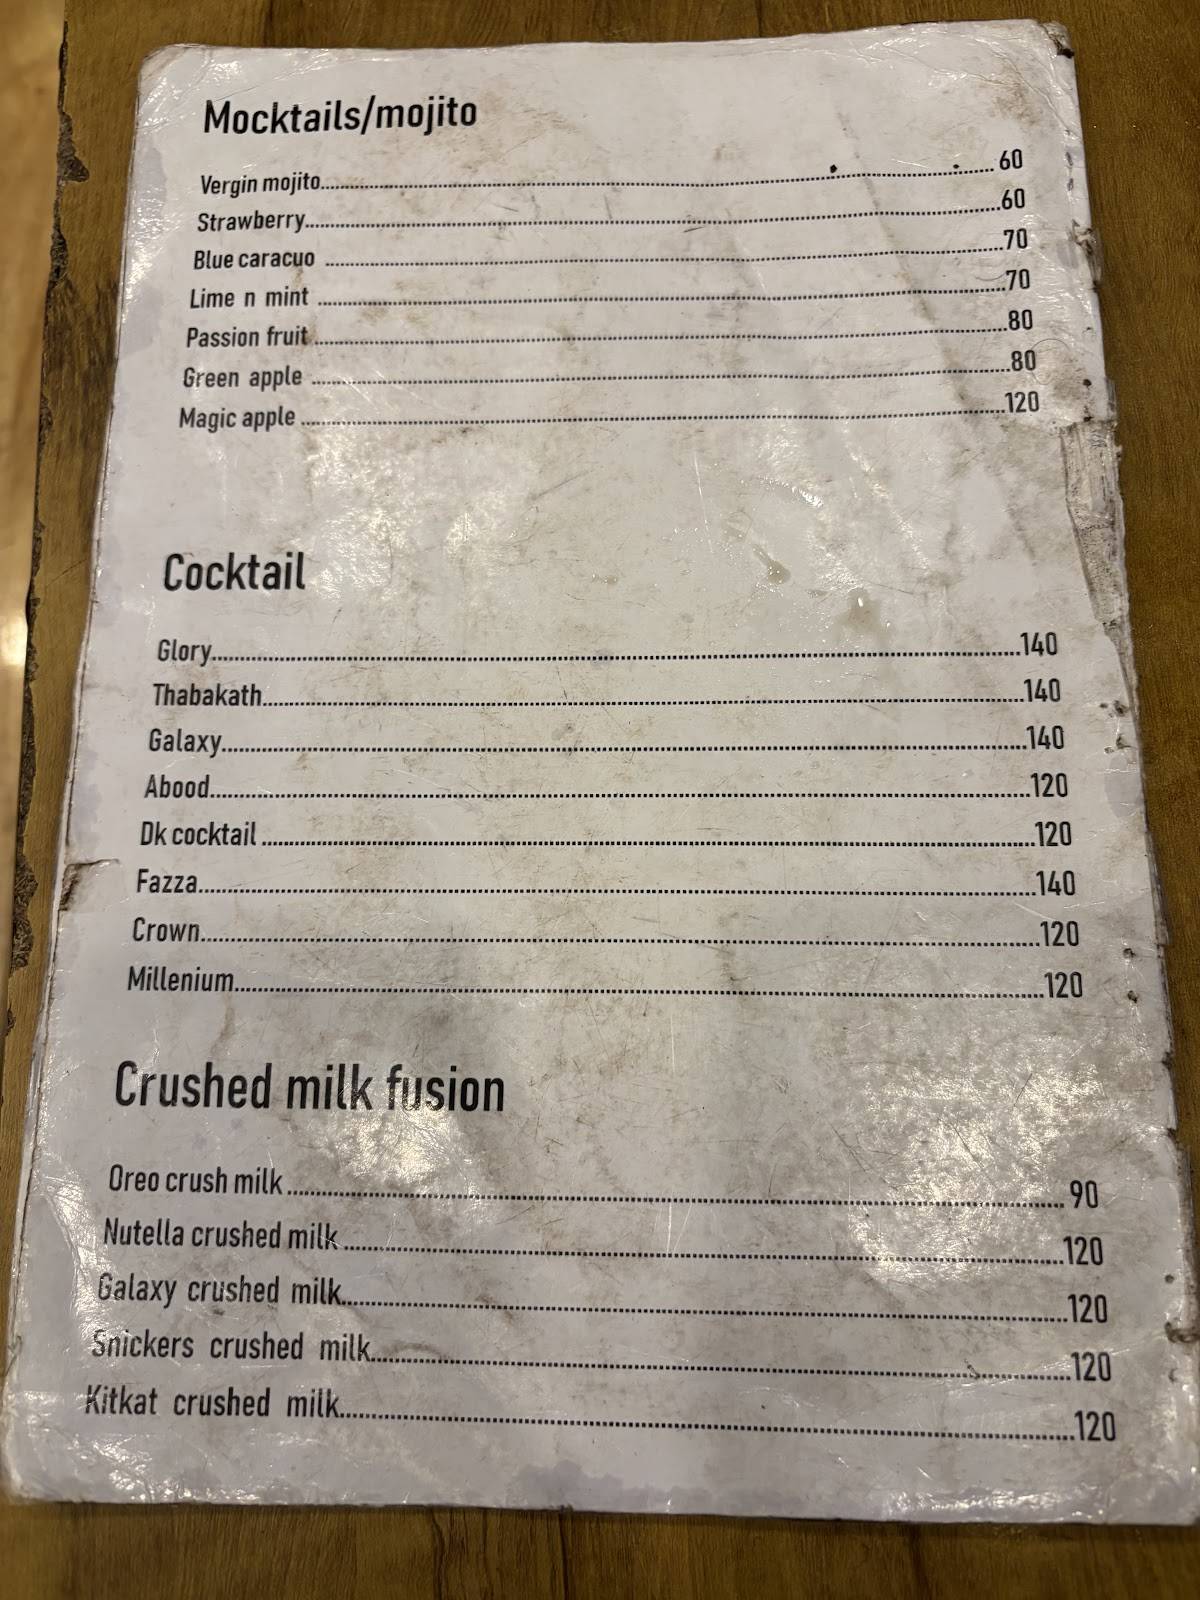 Mocktails/mojito
Vergin mojito..........60
Strawberry..........60
Blue caracuo ..........70
Lime n mint ..........70
Passion fruit ..........80
Green apple ..........80
Magic apple ..........120
Cocktail
Glory..........140
Thabakath..........140
Galaxy..........140
Abood..........120
Dk cocktail ..........120
Fazza..........140
Crown..........120
Millenium..........120
Crushed milk fusion
Oreo crush milk ..........90
Nutella crushed milk ..........120
Galaxy crushed milk..........120
Snickers crushed milk..........120
Kitkat crushed milk..........120